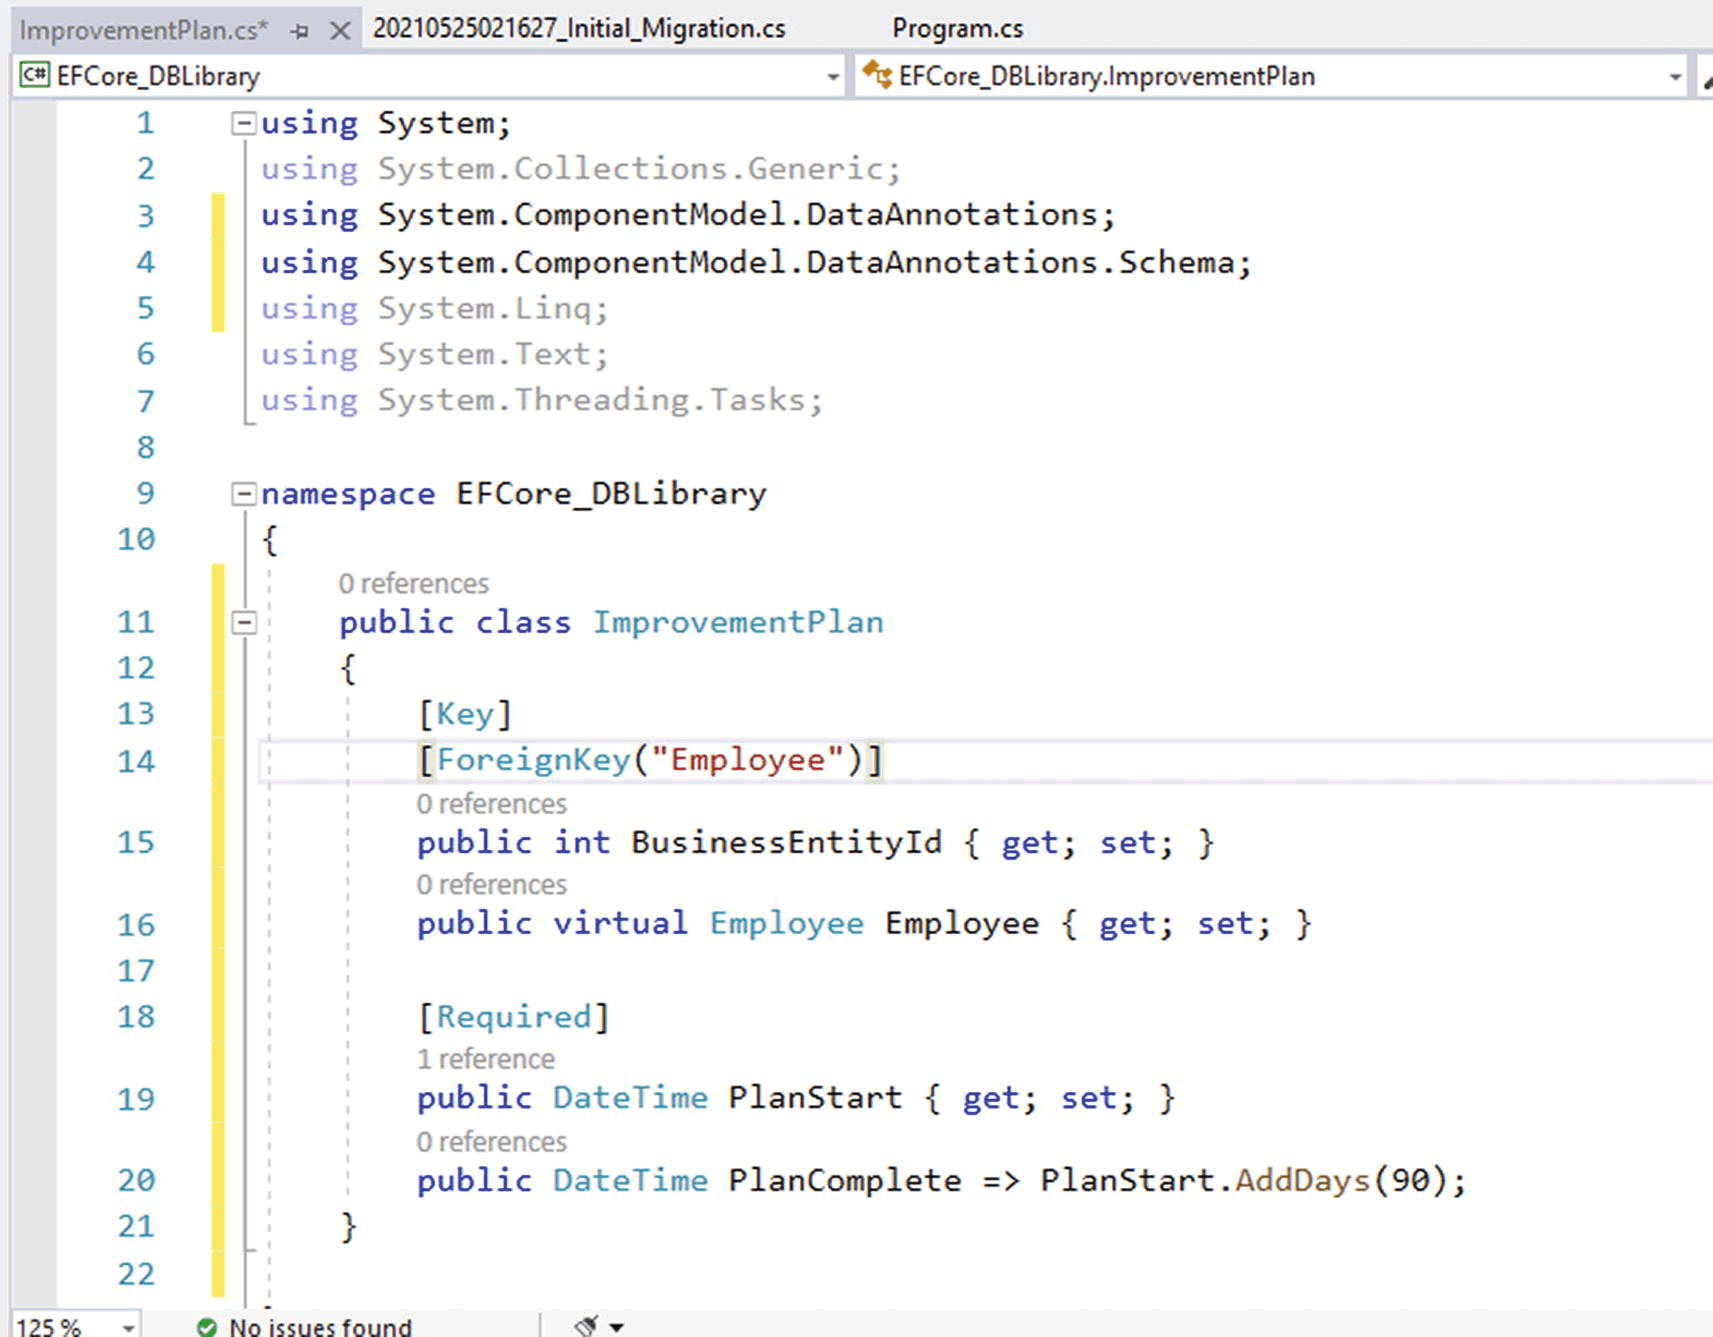 ImprovementPlan.cs* 20210525021627_Initial_Migration.cs Program.cs
C# EFCore_DBLibrary EFCore_DBLibrary.ImprovementPlan
1 using System;
2 using System.Collections.Generic;
3 using System.ComponentModel.DataAnnotations;
4 using System.ComponentModel.DataAnnotations.Schema;
5 using System.Linq;
6 using System.Text;
7 using System.Threading.Tasks;
8
9 namespace EFCore_DBLibrary
10 {
0 references
11 public class ImprovementPlan
12 {
13 [Key]
14 [ForeignKey("Employee")]
0 references
15 public int BusinessEntityId { get; set; }
0 references
16 public virtual Employee Employee { get; set; }
17
18 [Required]
1 reference
19 public DateTime PlanStart { get; set; }
0 references
20 public DateTime PlanComplete => PlanStart.AddDays(90);
21 }
22
125 % No issues found